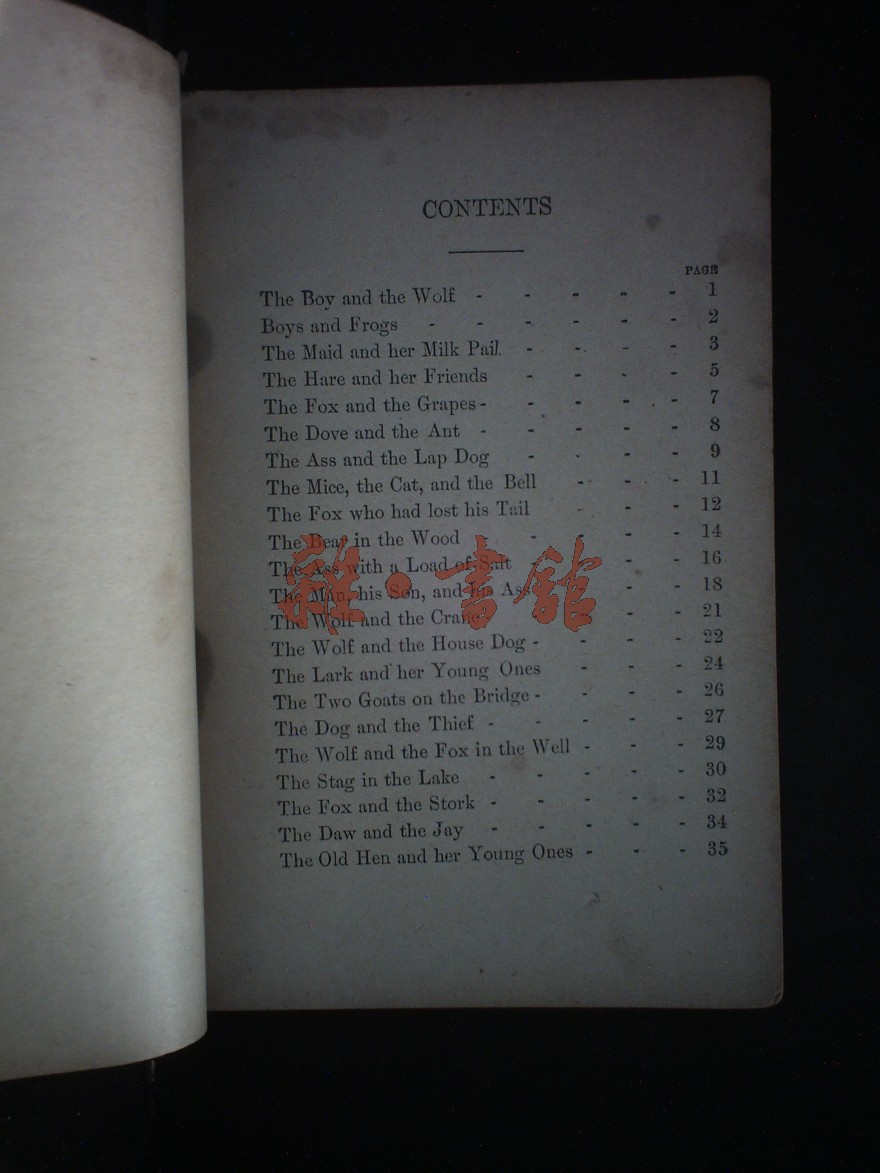 CONTENTS
PAGE
The Boy and the Wolf - - - - - 1
Boys and Frogs - - - - - - 2
The Maid and her Milk Pail - - - - 3
The Hare and her Friends - - - - 5
The Fox and the Grapes - - - - - 7
The Dove and the Ant - - - - - 8
The Ass and the Lap Dog - - - - 9
The Mice, the Cat, and the Bell - - - 11
The Fox who had lost his Tail - - - 12
The Bear in the Wood - - - - - 14
The Ass with a Load of Salt - - - 16
The Man, his Son, and his Ass - - - 18
The Wolf and the Crane - - - 21
The Wolf and the House Dog - - - - 22
The Lark and her Young Ones - - - 24
The Two Goats on the Bridge - - - - 26
The Dog and the Thief - - - - - 27
The Wolf and the Fox in the Well - - - 29
The Stag in the Lake - - - - - 30
The Fox and the Stork - - - - - 32
The Daw and the Jay - - - - - 34
The Old Hen and her Young Ones - - - 35
雜·書館